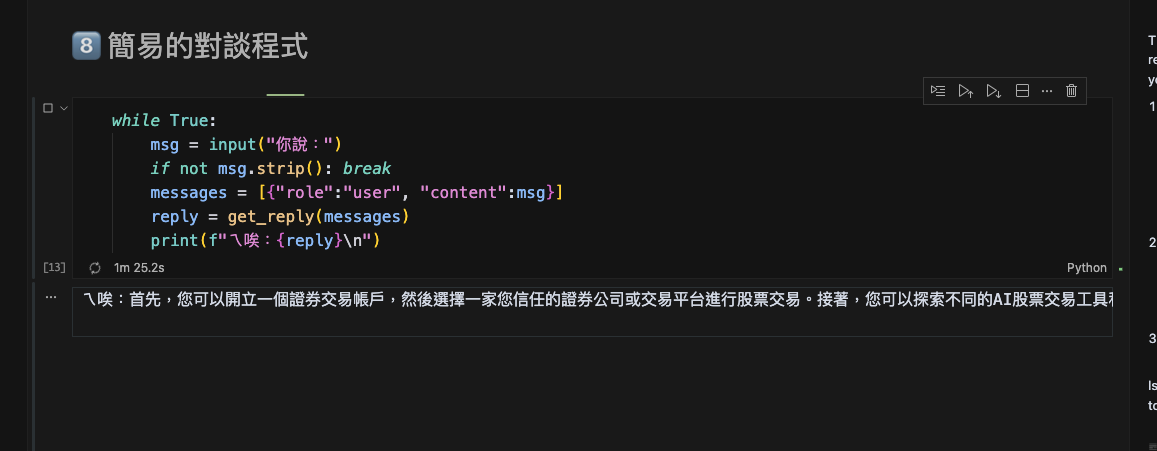 8 簡易的對談程式
while True:
    msg = input("你說：")
    if not msg.strip(): break
    messages = [{"role":"user", "content":msg}]
    reply = get_reply(messages)
    print(f"ㄟ唉：{reply}\n")
[13] 1m 25.2s Python
ㄟ唉：首先，您可以開立一個證券交易帳戶，然後選擇一家您信任的證券公司或交易平台進行股票交易。接著，您可以探索不同的AI股票交易工具
1
2
3